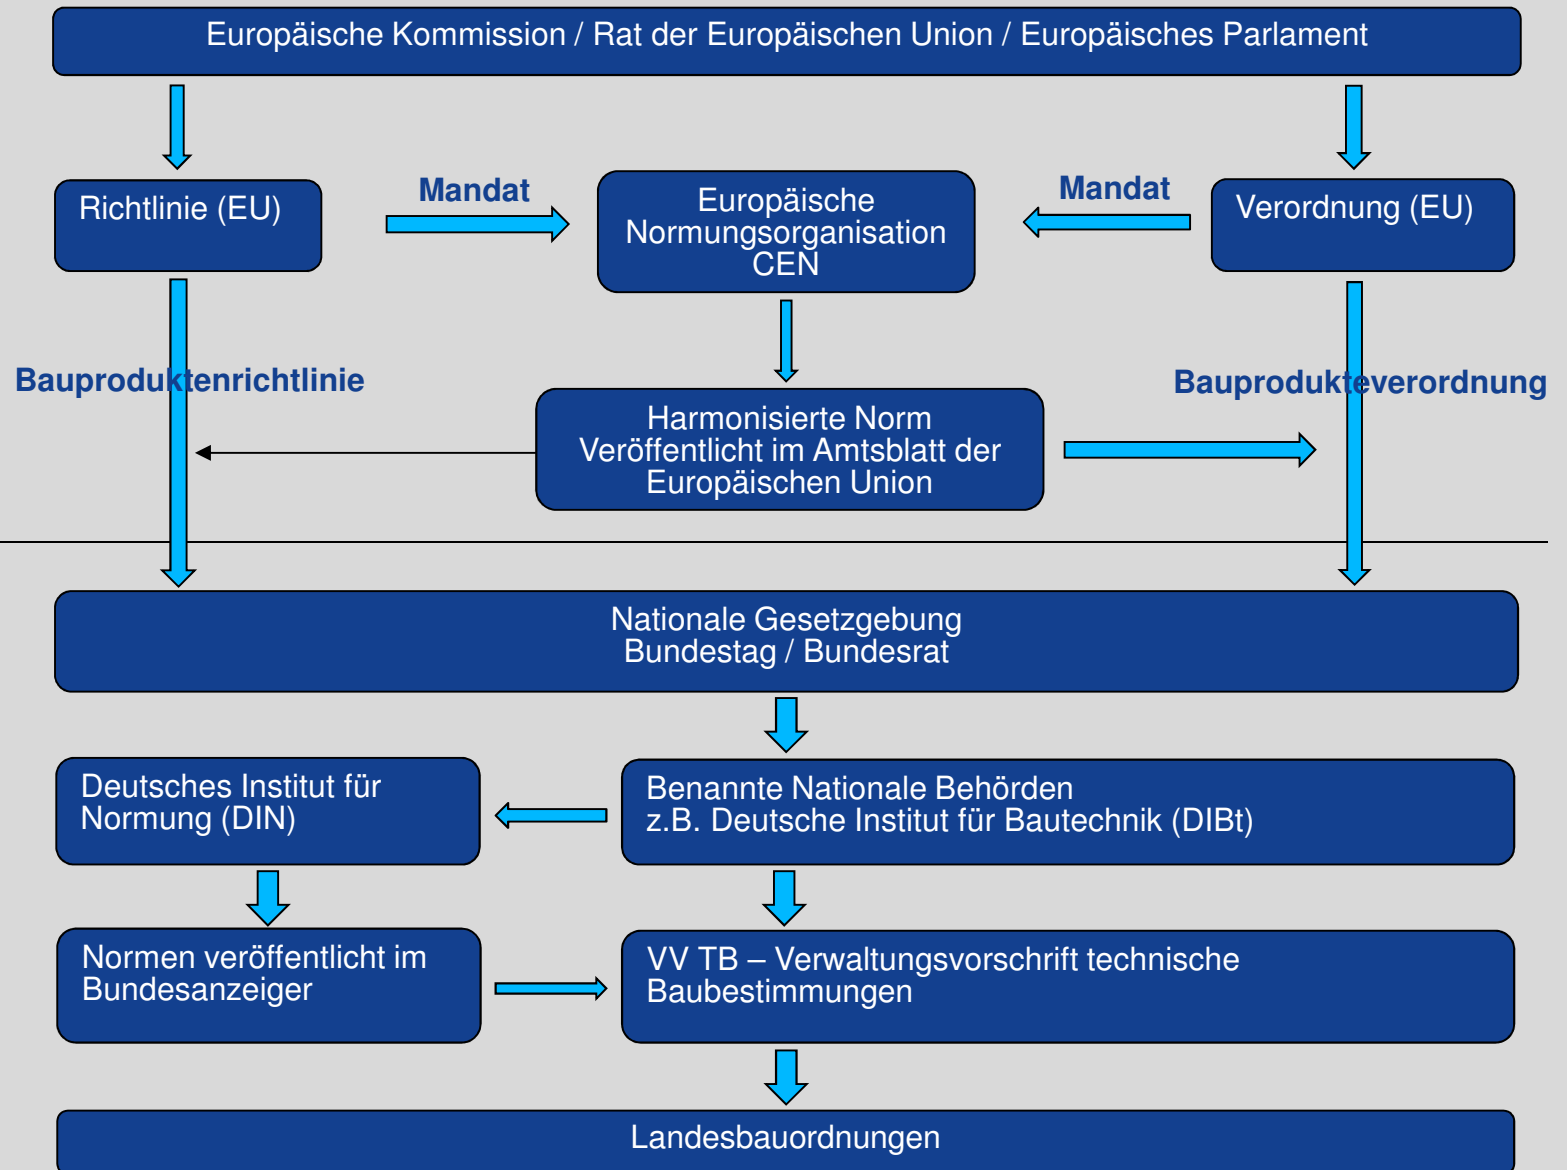 Europäische Kommission / Rat der Europäischen Union / Europäisches Parlament
Richtlinie (EU)
Mandat
Europäische
Normungsorganisation
CEN
Mandat
Verordnung (EU)
Bauproduktenrichtlinie
Bauprodukteverordnung
Harmonisierte Norm
Veröffentlicht im Amtsblatt der
Europäischen Union
Nationale Gesetzgebung
Bundestag / Bundesrat
Deutsches Institut für
Normung (DIN)
Benannte Nationale Behörden
z.B. Deutsche Institut für Bautechnik (DIBt)
Normen veröffentlicht im
Bundesanzeiger
VV TB – Verwaltungsvorschrift technische
Baubestimmungen
Landesbauordnungen